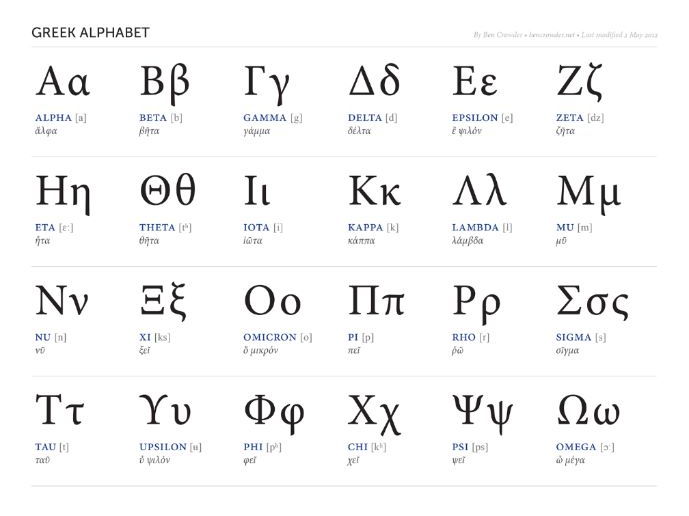 GREEK ALPHABET
By Ben Crowder • bencrowder.net • Last modified 2 May 2012
Αα Ββ Γγ Δδ Εε Ζζ
ALPHA [a] BETA [b] GAMMA [g] DELTA [d] EPSILON [e] ZETA [dz]
ἄλφα βῆτα γάμμα δέλτα ἒ ψιλόν ζῆτα
Ηη Θθ Ιι Κκ Λλ Μμ
ETA [ɛː] THETA [tʰ] IOTA [i] KAPPA [k] LAMBDA [l] MU [m]
ἦτα θῆτα ἰῶτα κάππα λάμβδα μῦ
Νν Ξξ Οο Ππ Ρρ Σσς
NU [n] XI [ks] OMICRON [o] PI [p] RHO [r] SIGMA [s]
νῦ ξεῖ ὂ μικρόν πεῖ ῥῶ σῖγμα
Ττ Υυ Φφ Χχ Ψψ Ωω
TAU [t] UPSILON [u] PHI [pʰ] CHI [kʰ] PSI [ps] OMEGA [ɔː]
ταῦ ὖ ψιλόν φεῖ χεῖ ψεῖ ὦ μέγα